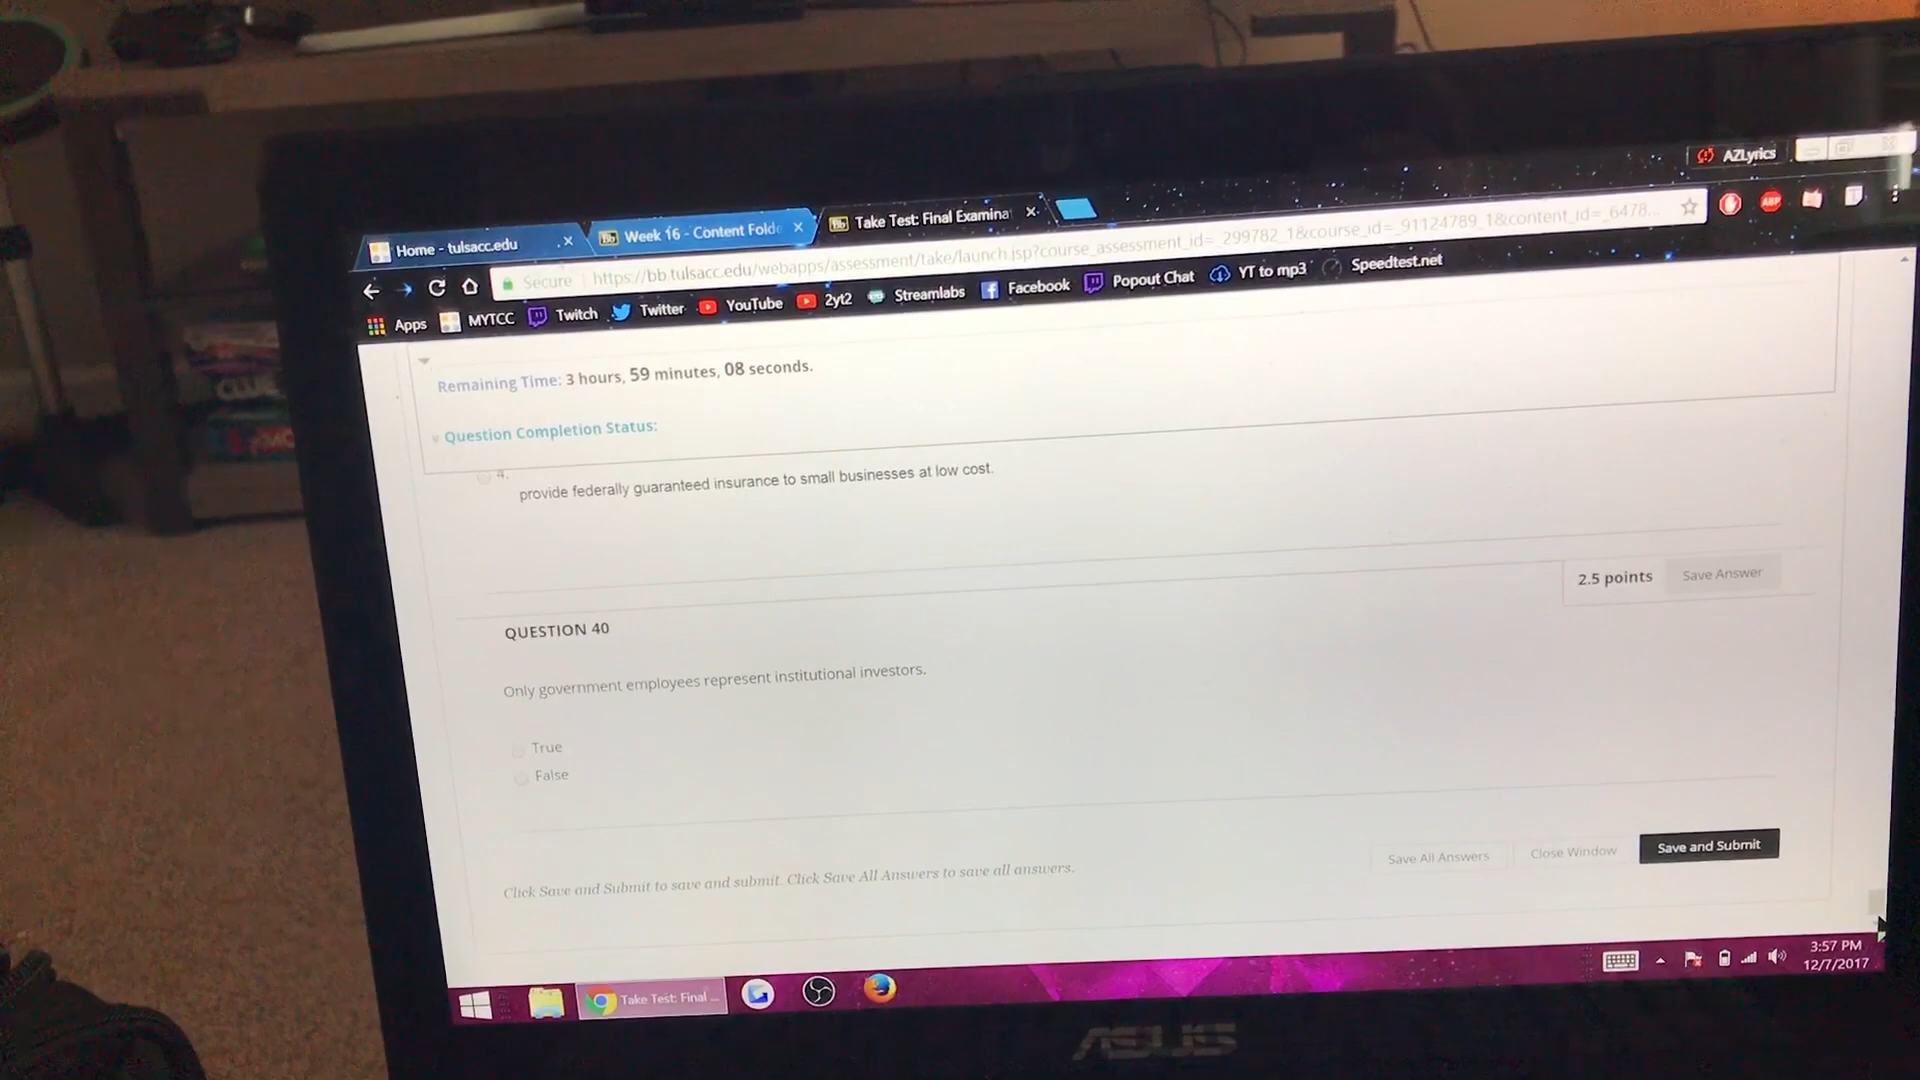 AZLyrics
Home - tulsacc.edu
Week 16 - Content Folde
Take Test: Final Examina
Secure https://bb.tulsacc.edu/webapps/assessment/take/launch.jsp?course_assessment_id=_299782_1&course_id=_91124789_1&content_id=_6478...
Apps MYTCC Twitch Twitter YouTube 2yt2 Streamlabs Facebook Popout Chat YT to mp3 Speedtest.net
Remaining Time: 3 hours, 59 minutes, 08 seconds.
Question Completion Status:
4.
provide federally guaranteed insurance to small businesses at low cost.
2.5 points Save Answer
QUESTION 40
Only government employees represent institutional investors.
True
False
Click Save and Submit to save and submit. Click Save All Answers to save all answers.
Save All Answers Close Window Save and Submit
Take Test: Final ...
3:57 PM
12/7/2017
ASUS